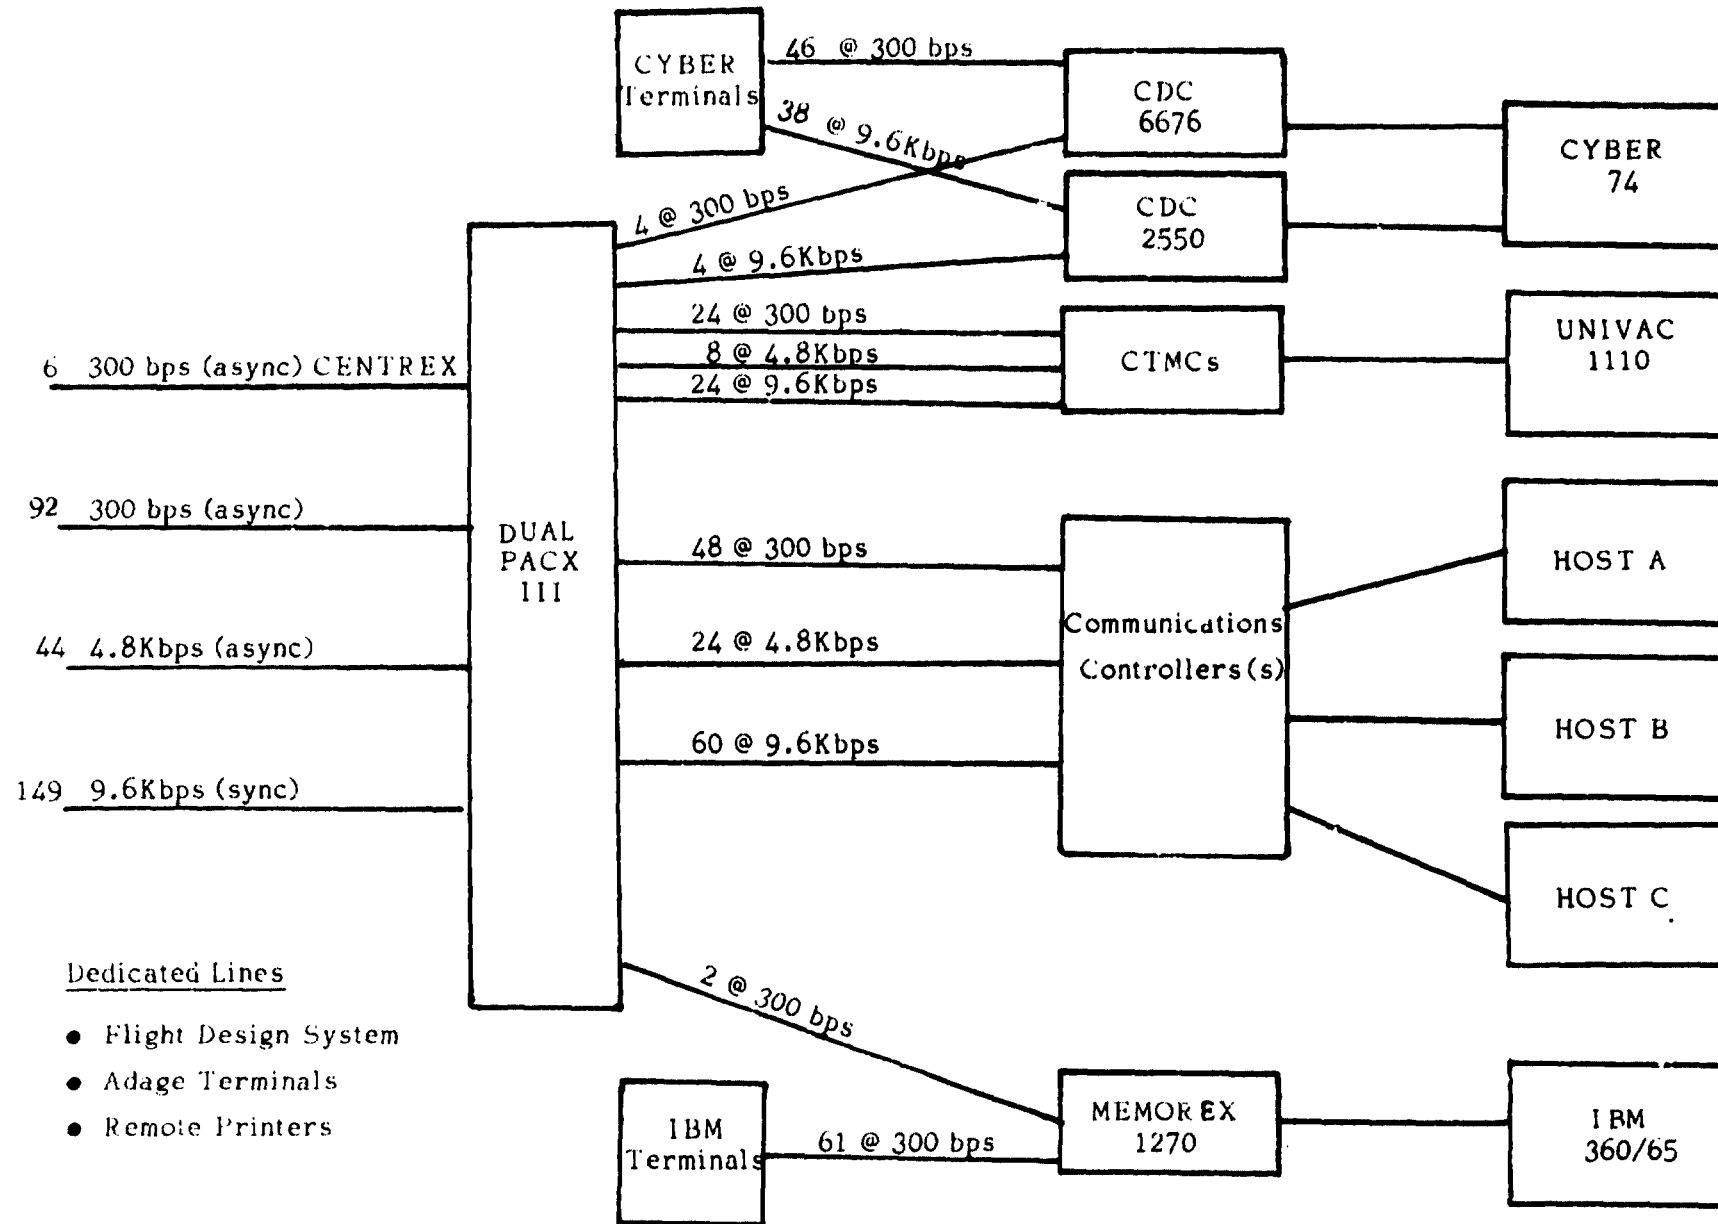 CYBER
Terminals
46 @ 300 bps
38 @ 9.6Kbps
CDC
6676
CYBER
74
4 @ 300 bps
CDC
2550
4 @ 9.6Kbps
24 @ 300 bps
8 @ 4.8Kbps
24 @ 9.6Kbps
CTMCs
UNIVAC
1110
6 300 bps (async) CENTREX
92 300 bps (async)
44 4.8Kbps (async)
149 9.6Kbps (sync)
DUAL
PACX
III
48 @ 300 bps
24 @ 4.8Kbps
60 @ 9.6Kbps
Communications
Controllers(s)
HOST A
HOST B
HOST C
Dedicated Lines
● Flight Design System
● Adage Terminals
● Remote Printers
2 @ 300 bps
IBM
Terminals
61 @ 300 bps
MEMOREX
1270
IBM
360/65